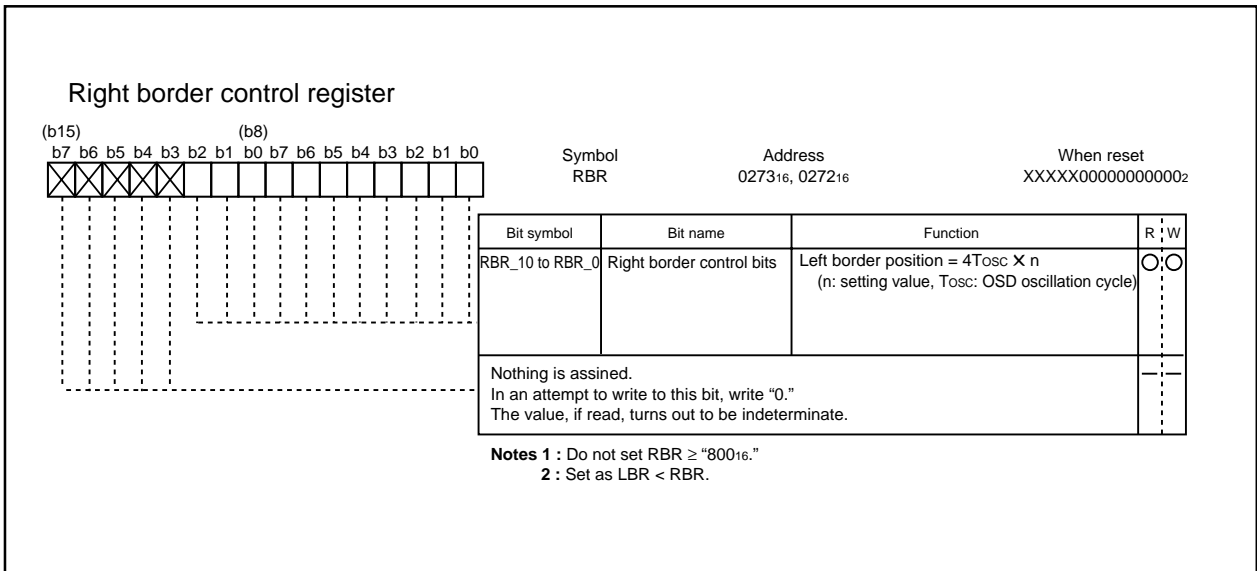 Right border control register
(b15) (b8)
b7 b6 b5 b4 b3 b2 b1 b0 b7 b6 b5 b4 b3 b2 b1 b0
Symbol Address When reset
RBR 027316, 027216 XXXXX000000000002
Bit symbol Bit name Function R W
RBR_10 to RBR_0 Right border control bits Left border position = 4Tosc X n
(n: setting value, Tosc: OSD oscillation cycle)
Nothing is assined.
In an attempt to write to this bit, write “0.”
The value, if read, turns out to be indeterminate.
Notes 1 : Do not set RBR ≥ “80016.”
2 : Set as LBR < RBR.